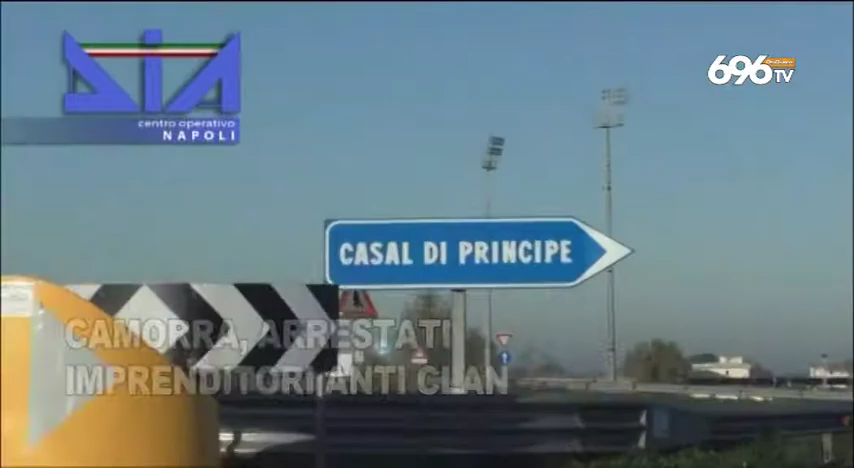 DIA
centro operativo
NAPOLI
696
TV
CASAL DI PRINCIPE
CAMORRA, ARRESTATI
IMPRENDITORI ANTI CLAN